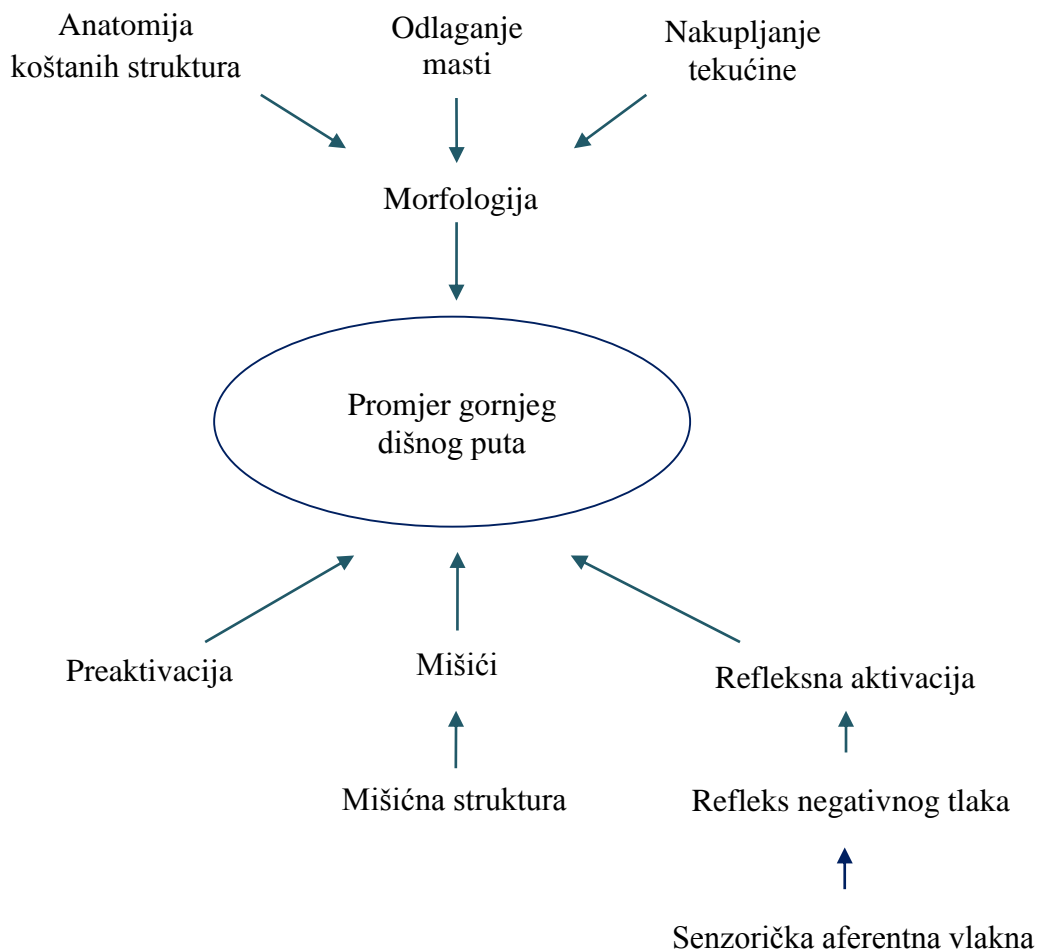 Anatomija
koštanih struktura
Odlaganje
masti
Nakupljanje
tekućine
Morfologija
Promjer gornjeg
dišnog puta
Preaktivacija
Mišići
Refleksna aktivacija
Mišićna struktura
Refleks negativnog tlaka
Senzorička aferentna vlakna